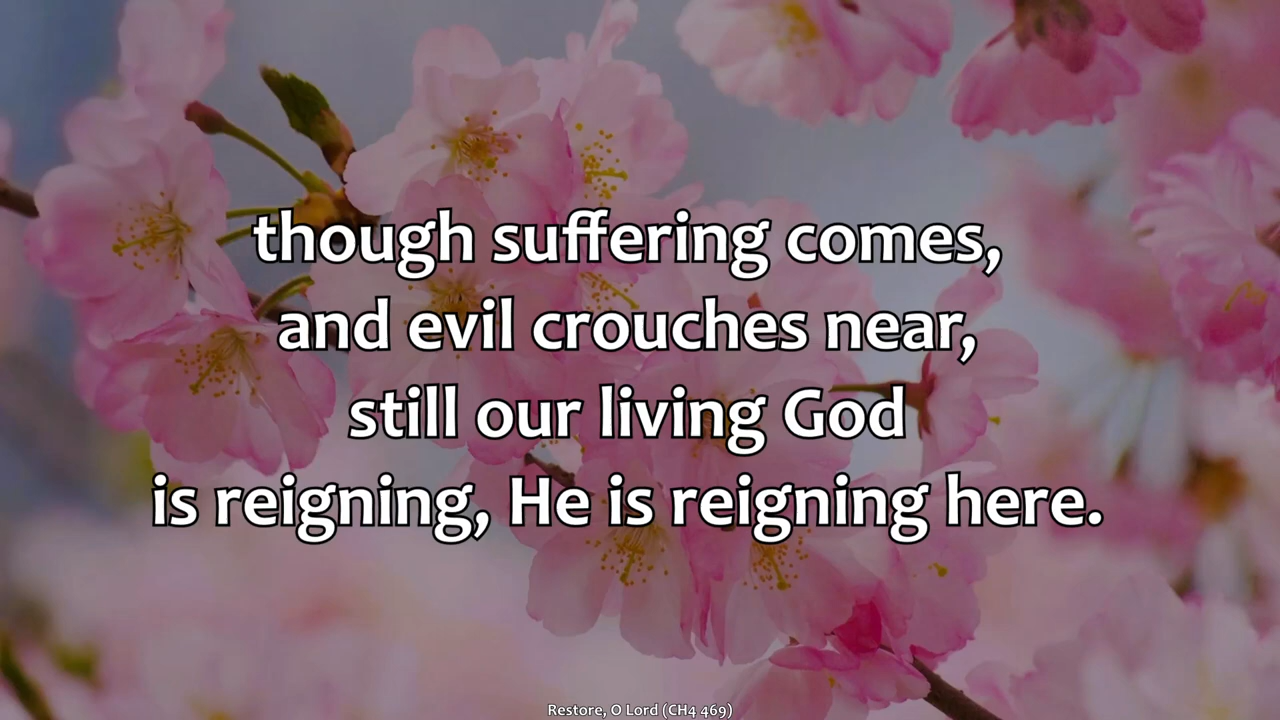 though suffering comes,
and evil crouches near,
still our living God
is reigning, He is reigning here.
Restore, O Lord (CH4 469)